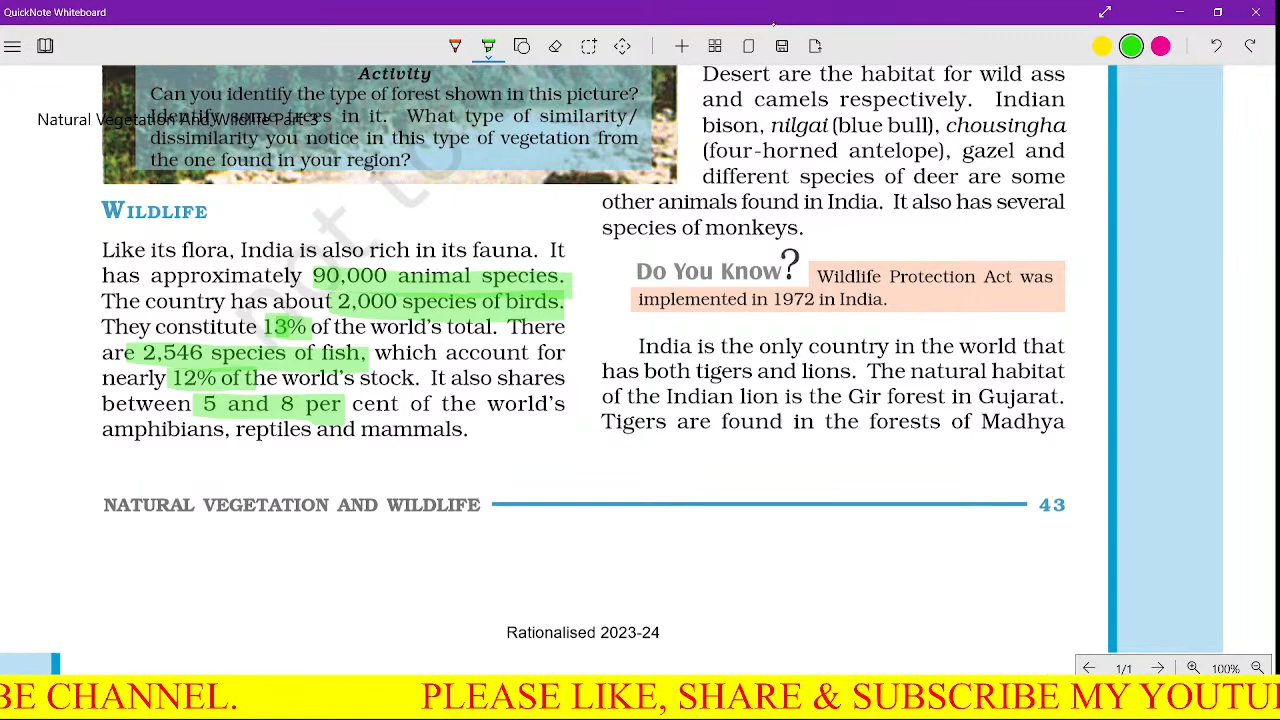 QuickNote Whiteboard
Activity
Can you identify the type of forest shown in this picture?
Identify some trees in it. What type of similarity/
Natural Vegetation And Wildlife Part-3
dissimilarity you notice in this type of vegetation from
the one found in your region?
WILDLIFE
Like its flora, India is also rich in its fauna. It
has approximately 90,000 animal species.
The country has about 2,000 species of birds.
They constitute 13% of the world's total. There
are 2,546 species of fish, which account for
nearly 12% of the world's stock. It also shares
between 5 and 8 per cent of the world's
amphibians, reptiles and mammals.
Desert are the habitat for wild ass
and camels respectively. Indian
bison, nilgai (blue bull), chousingha
(four-horned antelope), gazel and
different species of deer are some
other animals found in India. It also has several
species of monkeys.
Do You Know? Wildlife Protection Act was
implemented in 1972 in India.
India is the only country in the world that
has both tigers and lions. The natural habitat
of the Indian lion is the Gir forest in Gujarat.
Tigers are found in the forests of Madhya
NATURAL VEGETATION AND WILDLIFE 43
Rationalised 2023-24
not to
1/1 100%
BE CHANNEL. PLEASE LIKE, SHARE & SUBSCRIBE MY YOUTU